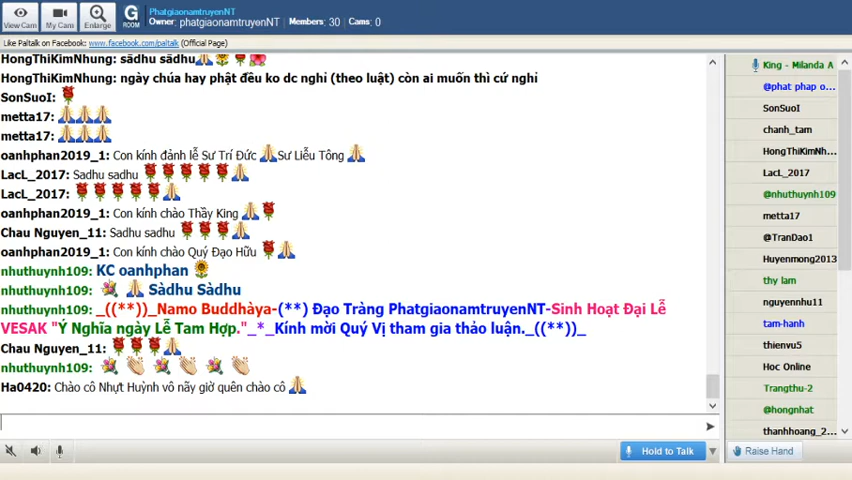 PhatgiaonamtruyenNT
Owner: phatgiaonamtruyenNT Members: 30 Cams: 0
View Cam
My Cam
Enlarge
G
ROOM
Like Paltalk on Facebook: www.facebook.com/paltalk (Official Page)
HongThiKimNhung: sādhu sādhu
HongThiKimNhung: ngày chúa hay phật đều ko dc nghỉ (theo luật) còn ai muốn thì cứ nghỉ
SonSuoI:
metta17:
metta17:
oanhphan2019_1: Con kính đảnh lễ Sư Trí Đức Sư Liễu Tông
LacL_2017: Sadhu sadhu
LacL_2017:
oanhphan2019_1: Con kính chào Thầy King
Chau Nguyen_11: Sadhu sadhu
oanhphan2019_1: Con kính chào Quý Đạo Hữu
nhuthuynh109: KC oanhphan
nhuthuynh109: Sàdhu Sàdhu
nhuthuynh109: _((**))_Namo Buddhàya-(**) Đạo Tràng PhatgiaonamtruyenNT-Sinh Hoạt Đại Lễ
VESAK "Ý Nghĩa ngày Lễ Tam Hợp."_*_Kính mời Quý Vị tham gia thảo luận._((**))_
Chau Nguyen_11:
nhuthuynh109:
Ha0420: Chào cô Nhựt Huỳnh vô nãy giờ quên chào cô
Hold to Talk
King - Milanda A
@phat phap o...
SonSuoI
chanh_tam
HongThiKimNh...
LacL_2017
@nhuthuynh109
metta17
@TranDao1
Huyenmong2013
thy lam
nguyennhu11
tam-hanh
thienvu5
Hoc Online
Trangthu-2
@hongnhat
thanhhoang_2...
Raise Hand